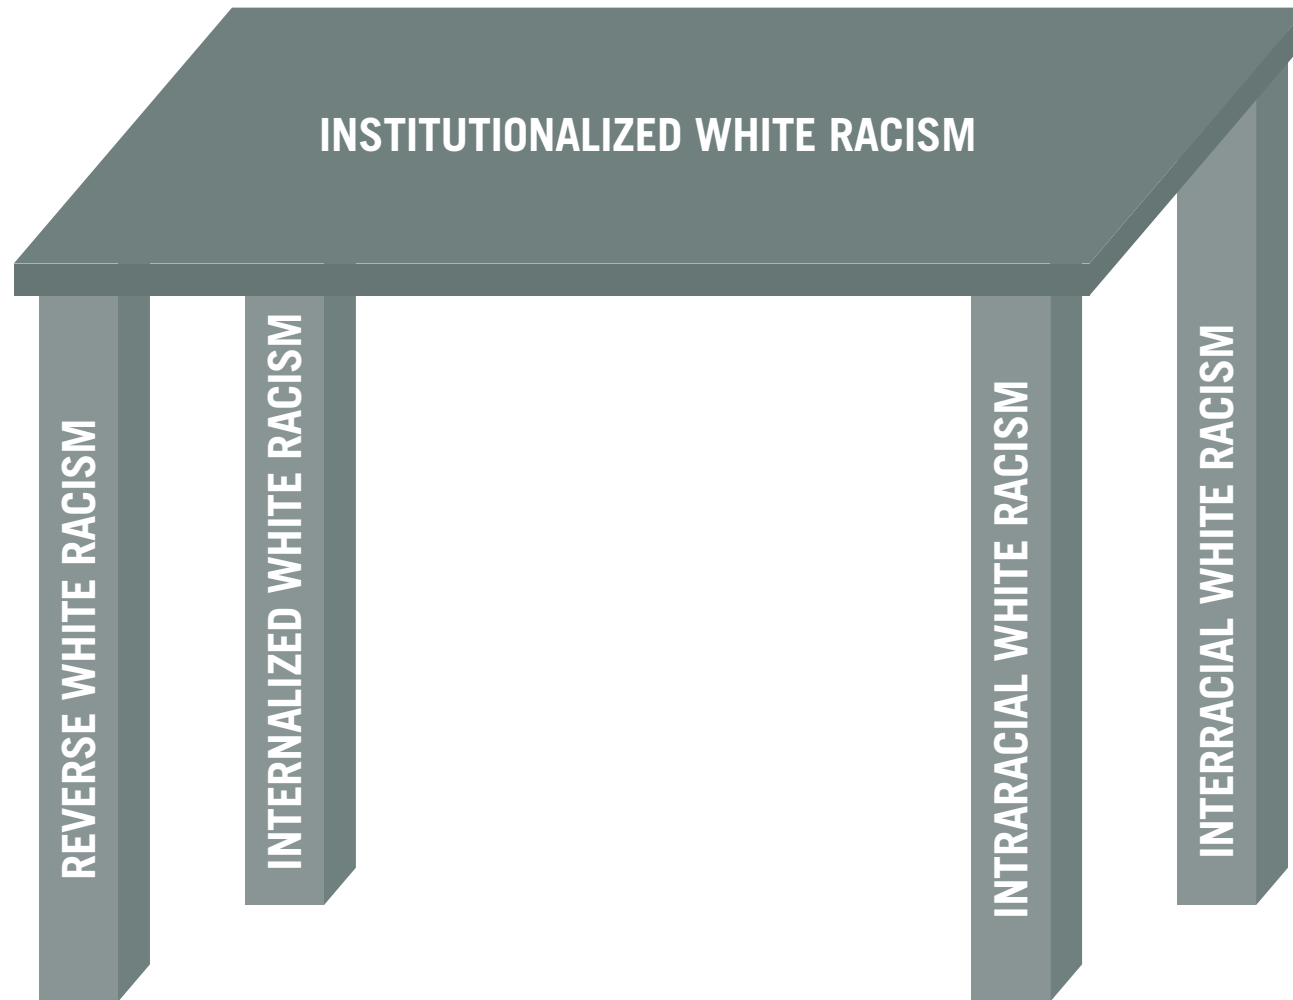 INSTITUTIONALIZED WHITE RACISM
REVERSE WHITE RACISM
INTERNALIZED WHITE RACISM
INTRARACIAL WHITE RACISM
INTERRACIAL WHITE RACISM